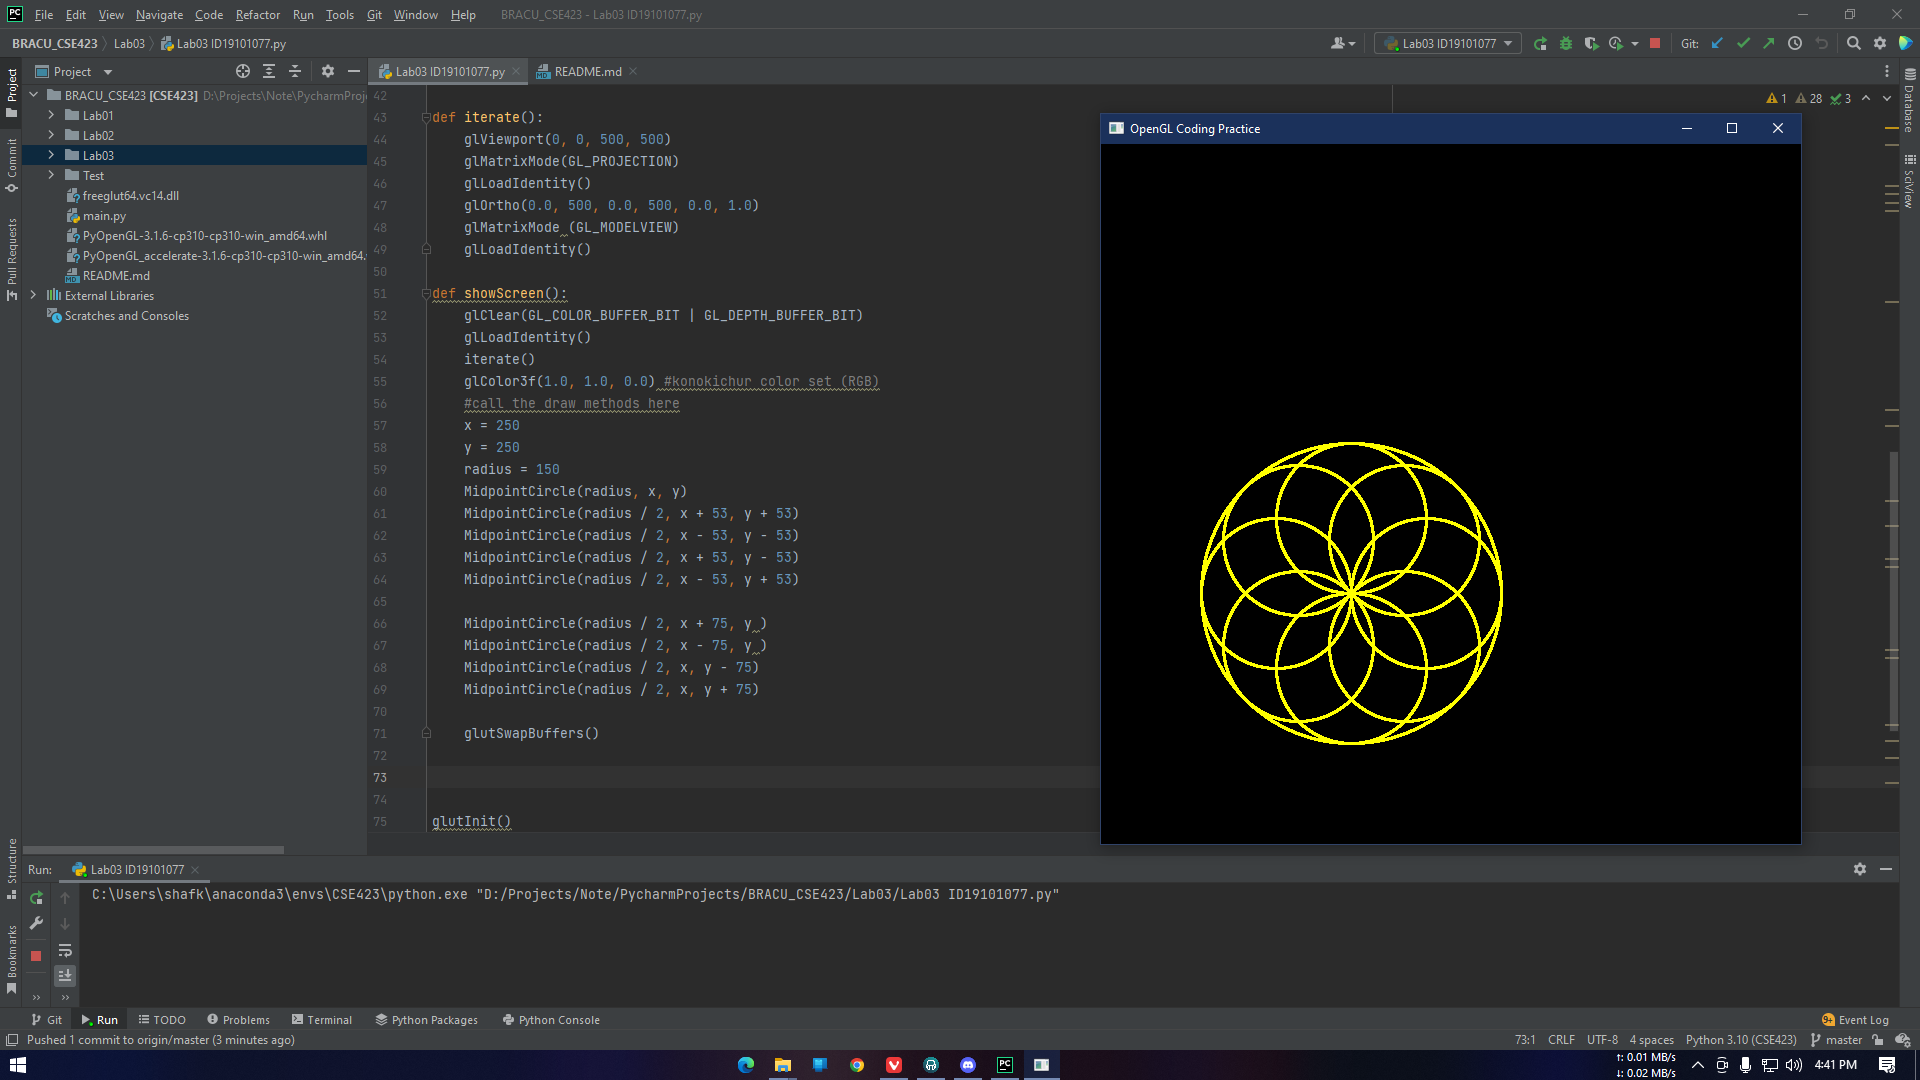 PC File Edit View Navigate Code Refactor Run Tools Git Window Help BRACU_CSE423 - Lab03 ID19101077.py
BRACU_CSE423 Lab03 Lab03 ID19101077.py Lab03 ID19101077 Git:
Project
Lab03 ID19101077.py README.md
Project
Commit
Pull Requests
BRACU_CSE423 [CSE423] D:\Projects\Note\PycharmProj
Lab01
Lab02
Lab03
Test
freeglut64.vc14.dll
main.py
PyOpenGL-3.1.6-cp310-cp310-win_amd64.whl
PyOpenGL_accelerate-3.1.6-cp310-cp310-win_amd64.
README.md
External Libraries
Scratches and Consoles
1 28 3
42
43 def iterate():
44 glViewport(0, 0, 500, 500)
45 glMatrixMode(GL_PROJECTION)
46 glLoadIdentity()
47 glOrtho(0.0, 500, 0.0, 500, 0.0, 1.0)
48 glMatrixMode (GL_MODELVIEW)
49 glLoadIdentity()
50
51 def showScreen():
52 glClear(GL_COLOR_BUFFER_BIT | GL_DEPTH_BUFFER_BIT)
53 glLoadIdentity()
54 iterate()
55 glColor3f(1.0, 1.0, 0.0) #konokichur color set (RGB)
56 #call the draw methods here
57 x = 250
58 y = 250
59 radius = 150
60 MidpointCircle(radius, x, y)
61 MidpointCircle(radius / 2, x + 53, y + 53)
62 MidpointCircle(radius / 2, x - 53, y - 53)
63 MidpointCircle(radius / 2, x + 53, y - 53)
64 MidpointCircle(radius / 2, x - 53, y + 53)
65
66 MidpointCircle(radius / 2, x + 75, y )
67 MidpointCircle(radius / 2, x - 75, y )
68 MidpointCircle(radius / 2, x, y - 75)
69 MidpointCircle(radius / 2, x, y + 75)
70
71 glutSwapBuffers()
72
73
74
75 glutInit()
OpenGL Coding Practice
Database
SciView
Structure
Bookmarks
Run: Lab03 ID19101077
C:\Users\shafk\anaconda3\envs\CSE423\python.exe "D:/Projects/Note/PycharmProjects/BRACU_CSE423/Lab03/Lab03 ID19101077.py"
Git Run TODO Problems Terminal Python Packages Python Console 9+ Event Log
Pushed 1 commit to origin/master (3 minutes ago) 73:1 CRLF UTF-8 4 spaces Python 3.10 (CSE423) master
↑: 0.01 MB/s
↓: 0.02 MB/s
PC
4:41 PM